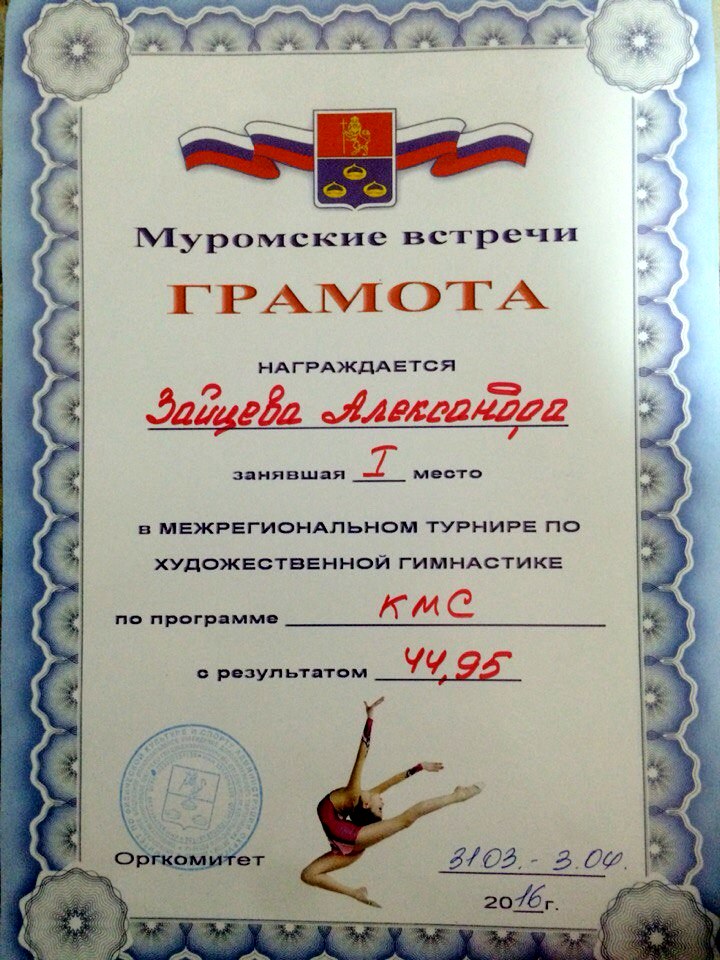 Муромские встречи
ГРАМОТА
НАГРАЖДАЕТСЯ
Зайцева Александра
занявшая I место
в МЕЖРЕГИОНАЛЬНОМ ТУРНИРЕ ПО
ХУДОЖЕСТВЕННОЙ ГИМНАСТИКЕ
по программе КМС
с результатом 44,95
Оргкомитет
31.03.- 3.04.
2016г.